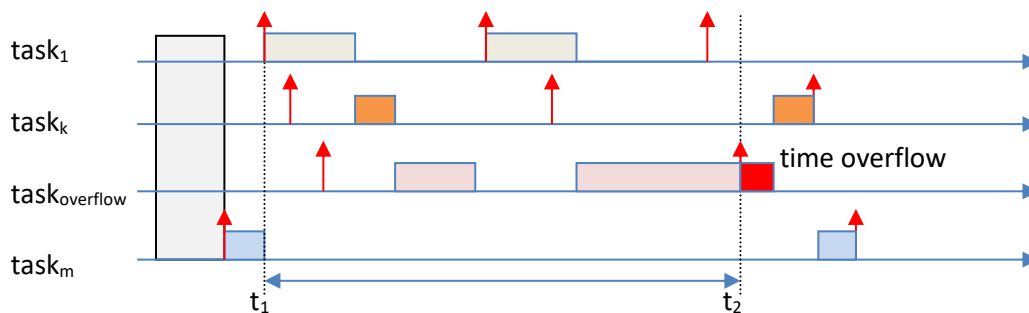 task1
taskk
time overflow
taskoverflow
taskm
t1
t2